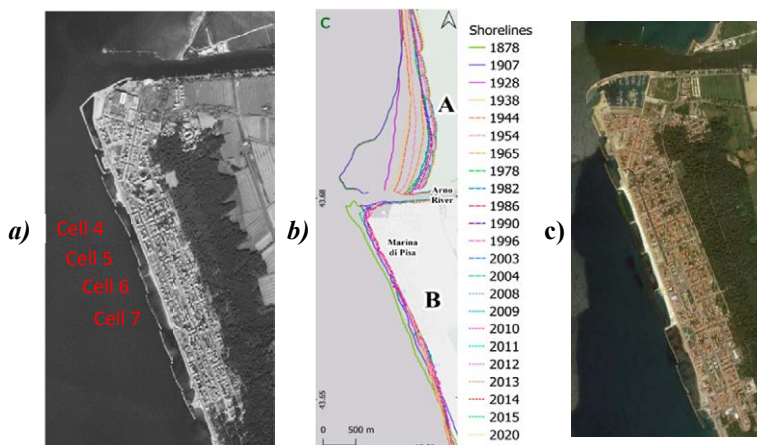 a)
Cell 4
Cell 5
Cell 6
Cell 7
b)
C
A
43.68
Arno
River
Marina
di Pisa
B
43.65
0 500 m
Shorelines
1878
1907
1928
1938
1944
1954
1965
1978
1982
1986
1990
1996
2003
2004
2008
2009
2010
2011
2012
2013
2014
2015
2020
c)